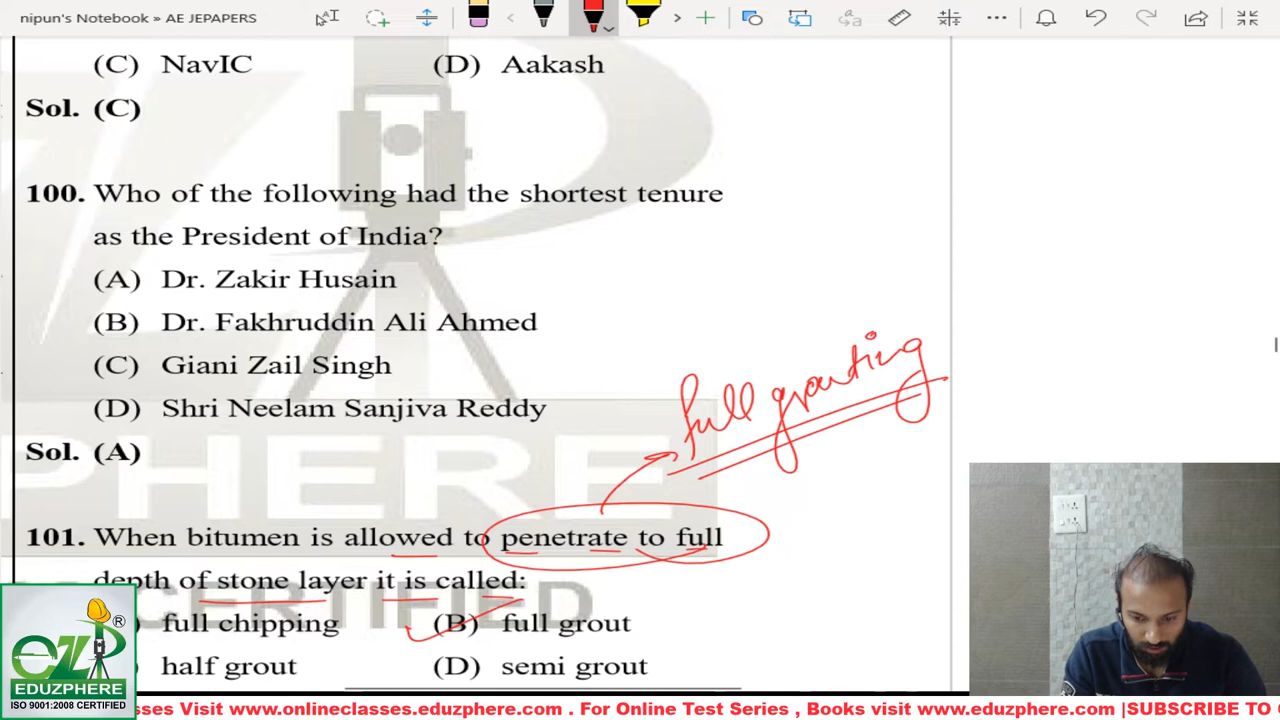 nipun's Notebook » AE JEPAPERS
(C) NavIC (D) Aakash
Sol. (C)
100. Who of the following had the shortest tenure
as the President of India?
(A) Dr. Zakir Husain
(B) Dr. Fakhruddin Ali Ahmed
(C) Giani Zail Singh
(D) Shri Neelam Sanjiva Reddy
full grouting
Sol. (A)
101. When bitumen is allowed to penetrate to full
depth of stone layer it is called:
) full chipping (B) full grout
) half grout (D) semi grout
PHERE
CERTIFIED
EZ ®
EDUZPHERE
ISO 9001:2008 CERTIFIED
sses Visit www.onlineclasses.eduzphere.com . For Online Test Series , Books visit www.eduzphere.com |SUBSCRIBE TO